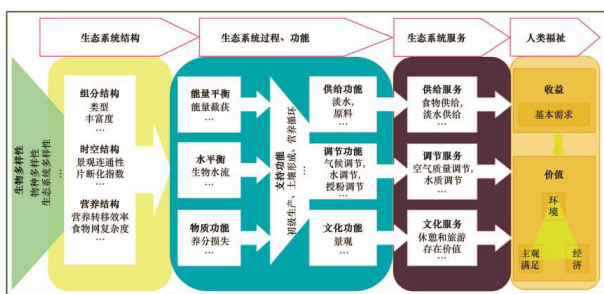 生态系统结构
生态系统过程、功能
生态系统服务
人类福祉
生物多样性
物种多样性
生态系统多样性
…
组分结构
类型
丰富度
…
时空结构
景观连通性
片断化指数
…
营养结构
营养转移效率
食物网复杂度
…
能量平衡
能量截获
…
水平衡
生物水流
…
物质功能
养分损失
…
支持功能
初级生产，土壤形成，营养循环
…
供给功能
淡水，
原料
…
调节功能
气候调节，
水调节，
授粉调节
…
文化功能
景观
…
供给服务
食物供给，
淡水供给
…
调节服务
空气质量调节，
水质调节
…
文化服务
休憩和旅游
存在价值
…
收益
基本需求
价值
环
境
主观
满足
经
济